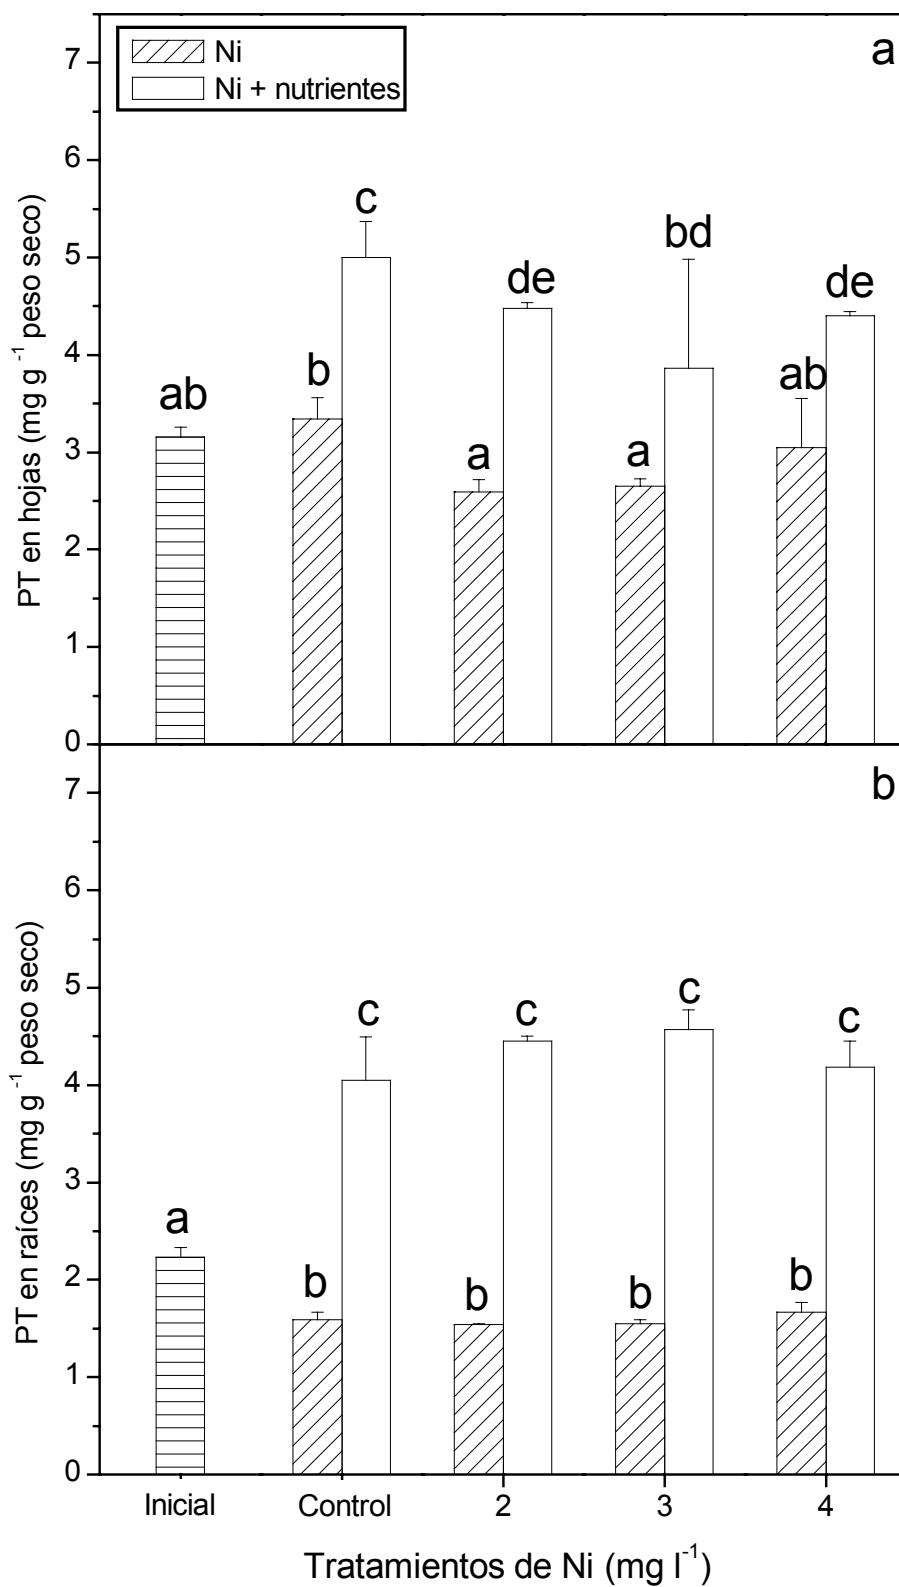 Ni
Ni + nutrientes
a
PT en hojas (mg g⁻¹ peso seco)
7
6
5
4
3
2
1
0
ab
b
c
a
de
a
bd
ab
de
b
PT en raíces (mg g⁻¹ peso seco)
7
6
5
4
3
2
1
0
a
b
c
b
c
b
c
b
c
Inicial Control 2 3 4
Tratamientos de Ni (mg l⁻¹)